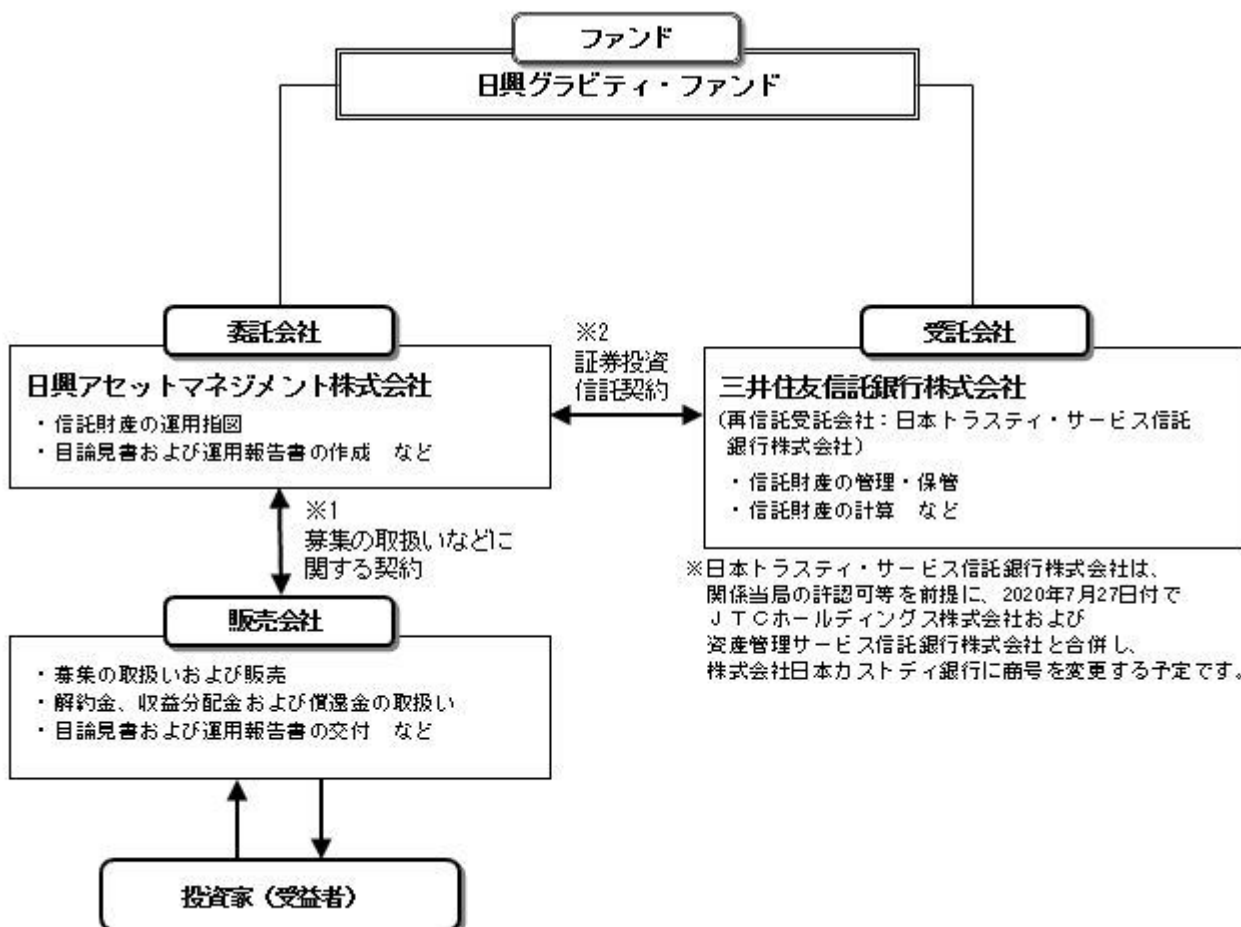 ファンド
日興グラビティ・ファンド
委託会社
日興アセットマネジメント株式会社
・信託財産の運用指図
・目論見書および運用報告書の作成　など
※2
証券投資
信託契約
受託会社
三井住友信託銀行株式会社
(再信託受託会社：日本トラスティ・サービス信託
銀行株式会社)
・信託財産の管理・保管
・信託財産の計算　など
※1
募集の取扱いなどに
関する契約
※日本トラスティ・サービス信託銀行株式会社は、
関係当局の許認可等を前提に、2020年7月27日付で
ＪＴＣホールディングス株式会社および
資産管理サービス信託銀行株式会社と合併し、
株式会社日本カストディ銀行に商号を変更する予定です。
販売会社
・募集の取扱いおよび販売
・解約金、収益分配金および償還金の取扱い
・目論見書および運用報告書の交付　など
投資家（受益者）